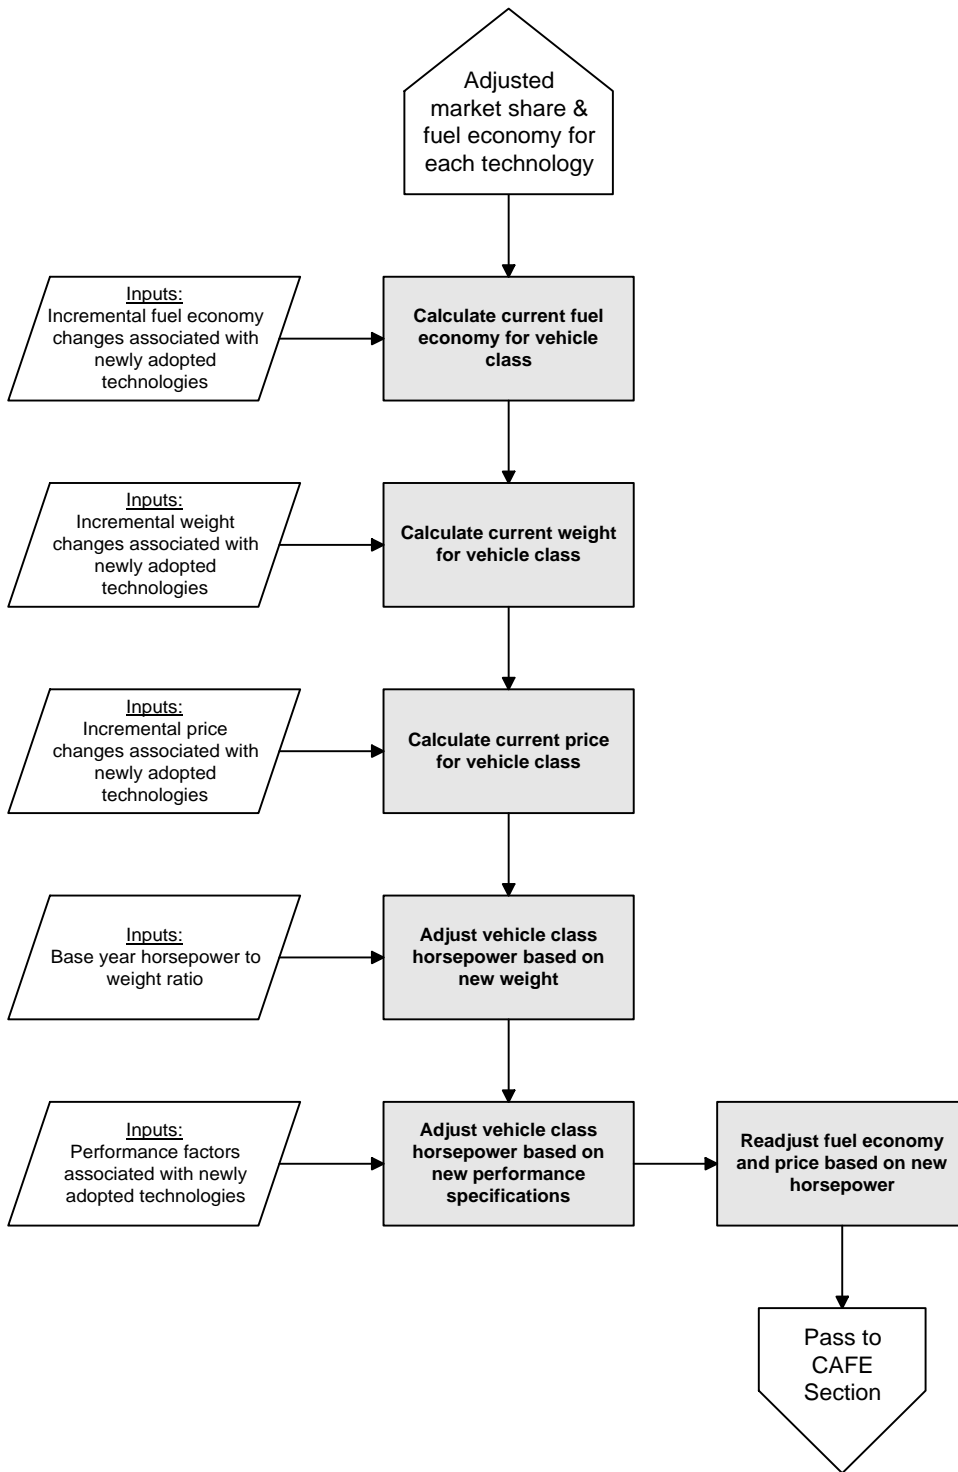 Adjusted
market share &
fuel economy for
each technology
Inputs:
Incremental fuel economy
changes associated with
newly adopted
technologies
Calculate current fuel
economy for vehicle
class
Inputs:
Incremental weight
changes associated with
newly adopted
technologies
Calculate current weight
for vehicle class
Inputs:
Incremental price
changes associated with
newly adopted
technologies
Calculate current price
for vehicle class
Inputs:
Base year horsepower to
weight ratio
Adjust vehicle class
horsepower based on
new weight
Inputs:
Performance factors
associated with newly
adopted technologies
Adjust vehicle class
horsepower based on
new performance
specifications
Readjust fuel economy
and price based on new
horsepower
Pass to
CAFE
Section